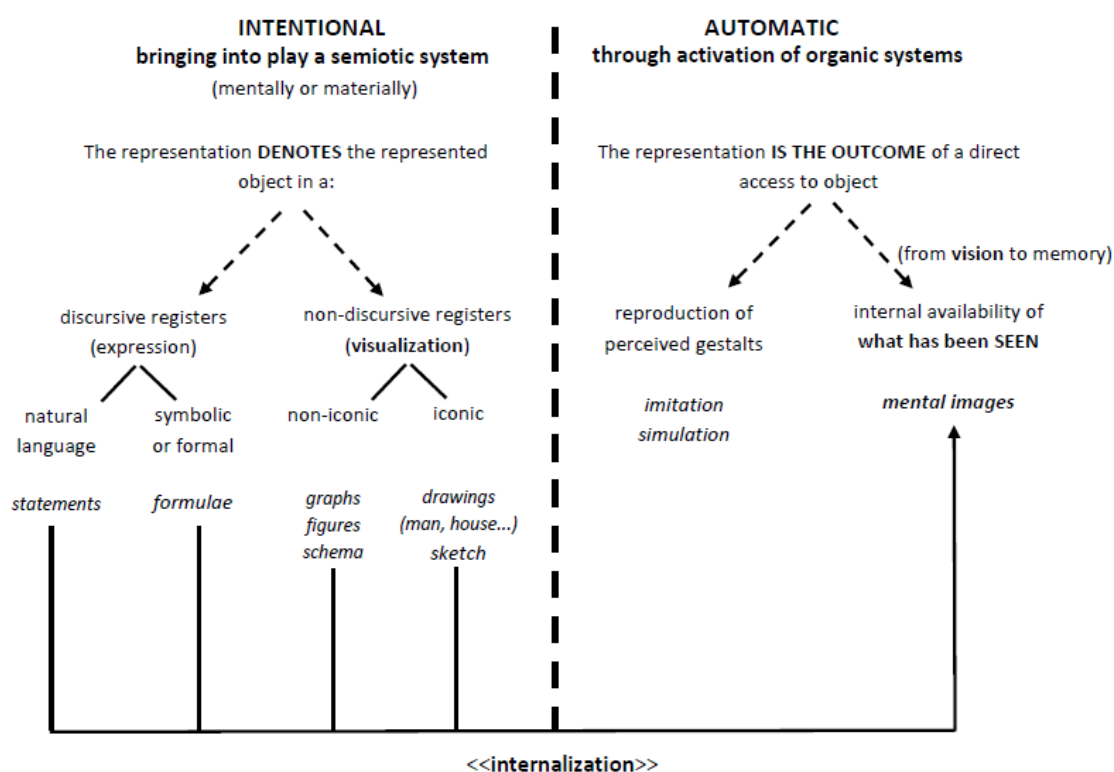 INTENTIONAL
bringing into play a semiotic system
(mentally or materially)
The representation DENOTES the represented
object in a:
discursive registers
(expression)
non-discursive registers
(visualization)
natural
language
symbolic
or formal
non-iconic
iconic
statements
formulae
graphs
figures
schema
drawings
(man, house...)
sketch
AUTOMATIC
through activation of organic systems
The representation IS THE OUTCOME of a direct
access to object
(from vision to memory)
reproduction of
perceived gestalts
internal availability of
what has been SEEN
imitation
simulation
mental images
<<internalization>>